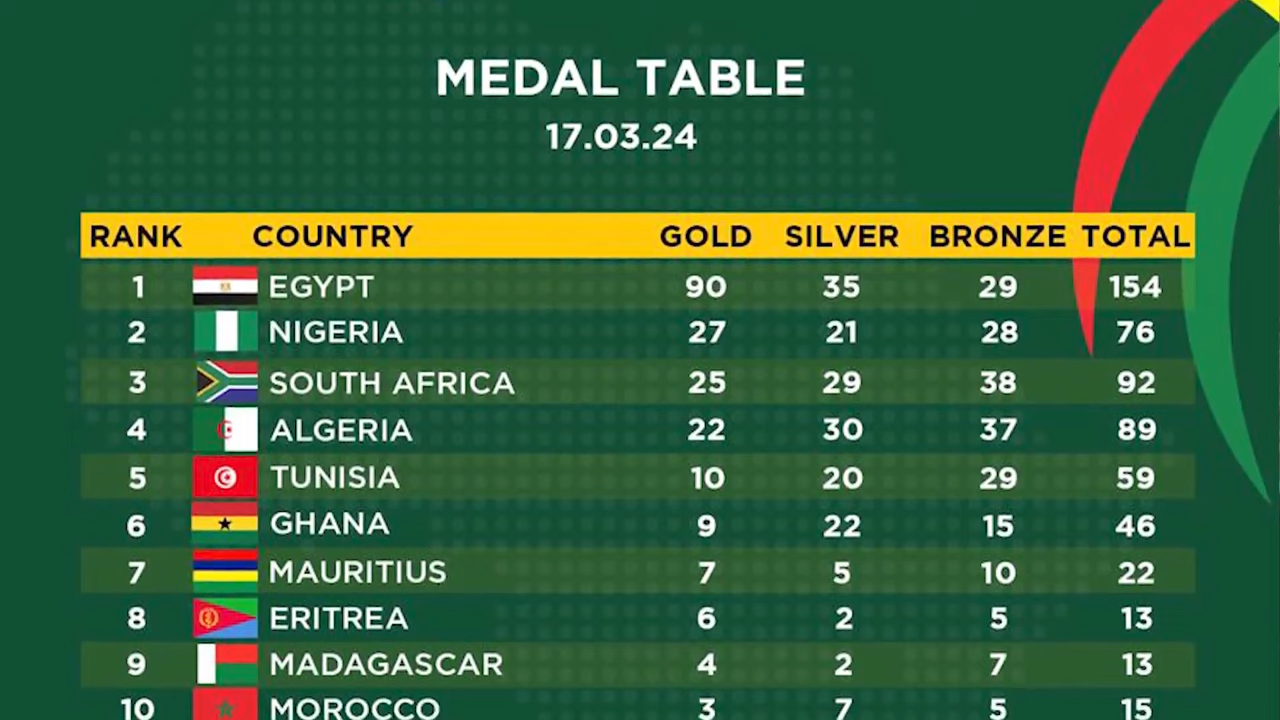 MEDAL TABLE
17.03.24
RANK COUNTRY GOLD SILVER BRONZE TOTAL
1 EGYPT 90 35 29 154
2 NIGERIA 27 21 28 76
3 SOUTH AFRICA 25 29 38 92
4 ALGERIA 22 30 37 89
5 TUNISIA 10 20 29 59
6 GHANA 9 22 15 46
7 MAURITIUS 7 5 10 22
8 ERITREA 6 2 5 13
9 MADAGASCAR 4 2 7 13
10 MOROCCO 3 7 5 15